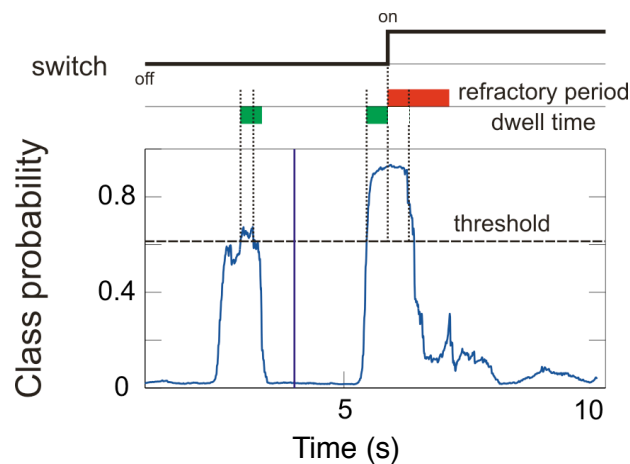 on
switch
off
refractory period
dwell time
Class probability
0.8
threshold
0.4
0
5
10
Time (s)